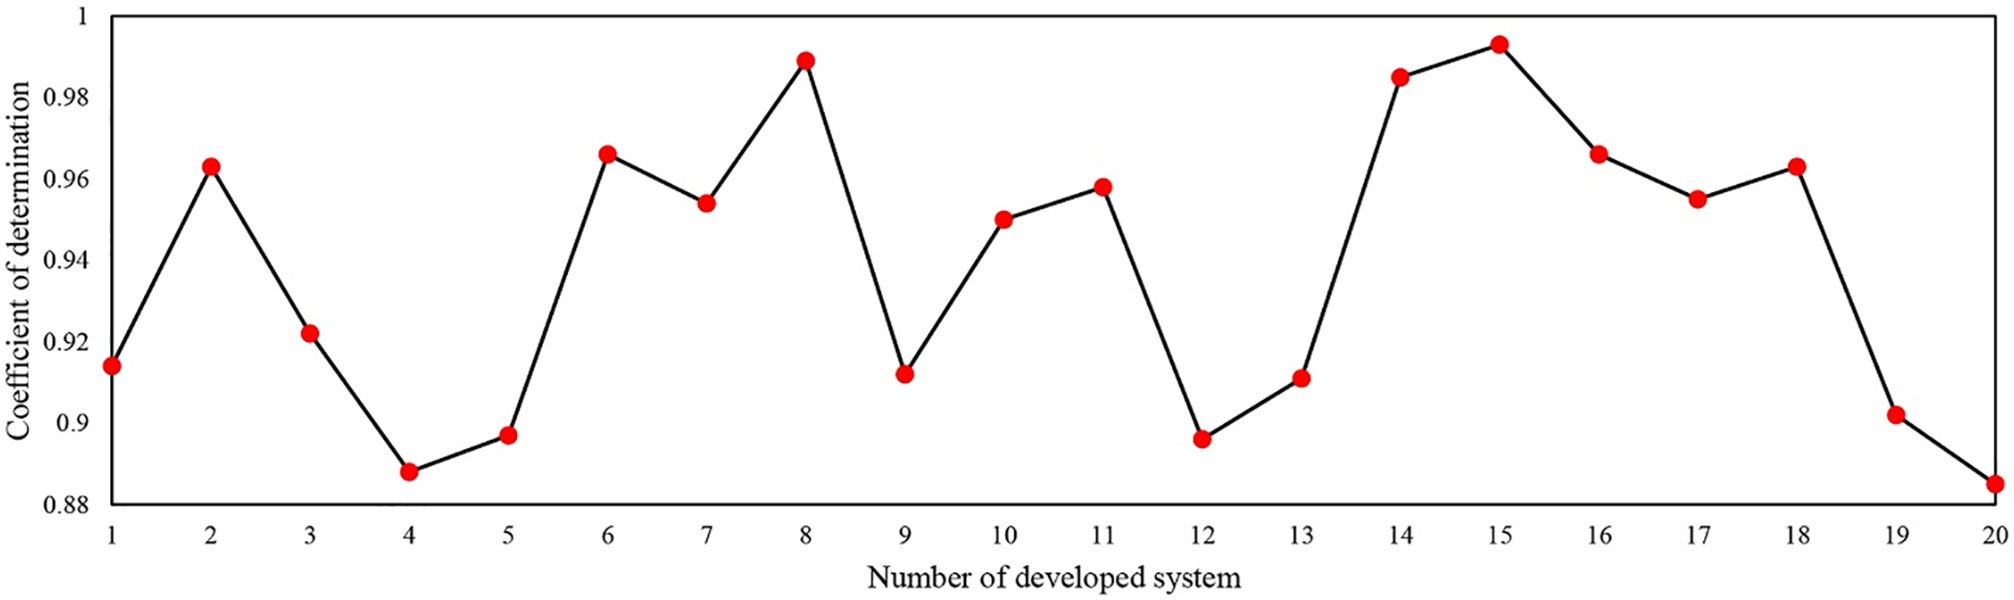 Coefficient of determination
1
0.98
0.96
0.94
0.92
0.9
0.88
1 2 3 4 5 6 7 8 9 10 11 12 13 14 15 16 17 18 19 20
Number of developed system